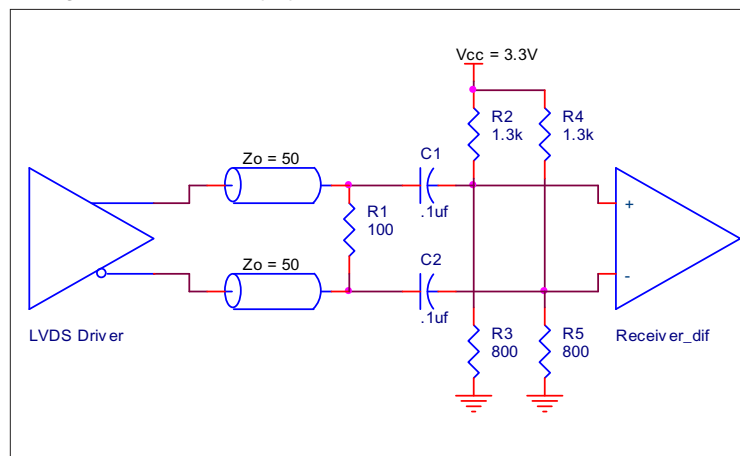 Vcc = 3.3V
R2
1.3k
R4
1.3k
Zo = 50
C1
.1uf
R1
100
+
Zo = 50
C2
.1uf
-
LVDS Driver
R3
800
R5
800
Receiver_dif